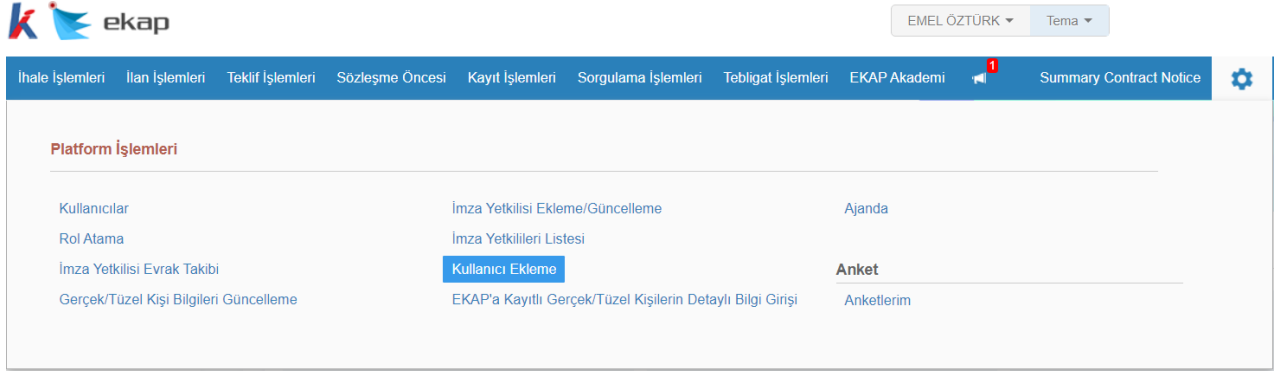 ekap
EMEL ÖZTÜRK Tema
İhale İşlemleri İlan İşlemleri Teklif İşlemleri Sözleşme Öncesi Kayıt İşlemleri Sorgulama İşlemleri Tebligat İşlemleri EKAP Akademi 1 Summary Contract Notice
Platform İşlemleri
Kullanıcılar İmza Yetkilisi Ekleme/Güncelleme Ajanda
Rol Atama İmza Yetkilileri Listesi
İmza Yetkilisi Evrak Takibi Kullanıcı Ekleme Anket
Gerçek/Tüzel Kişi Bilgileri Güncelleme EKAP'a Kayıtlı Gerçek/Tüzel Kişilerin Detaylı Bilgi Girişi Anketlerim